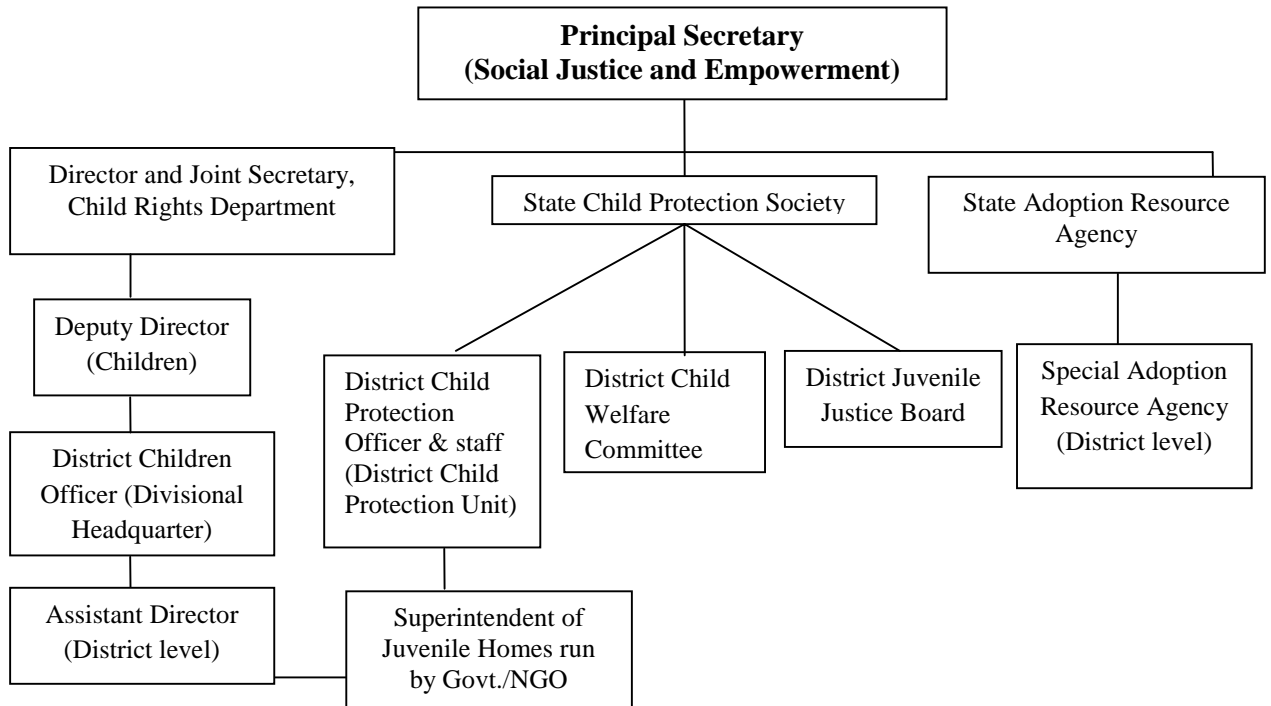 Principal Secretary
(Social Justice and Empowerment)
Director and Joint Secretary,
Child Rights Department
State Child Protection Society
State Adoption Resource
Agency
Deputy Director
(Children)
District Child
Protection
Officer & staff
(District Child
Protection Unit)
District Child
Welfare
Committee
District Juvenile
Justice Board
Special Adoption
Resource Agency
(District level)
District Children
Officer (Divisional
Headquarter)
Assistant Director
(District level)
Superintendent of
Juvenile Homes run
by Govt./NGO